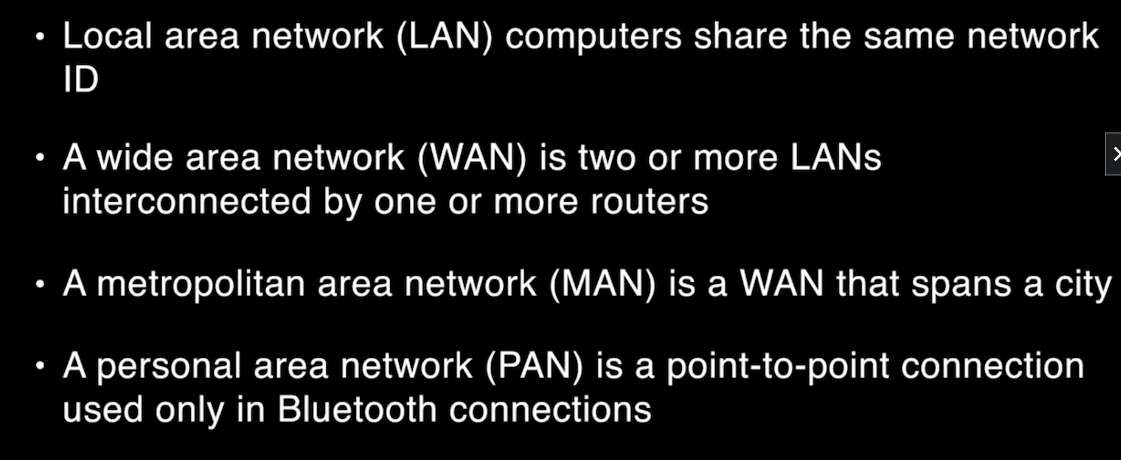 • Local area network (LAN) computers share the same network
ID
• A wide area network (WAN) is two or more LANs
interconnected by one or more routers
• A metropolitan area network (MAN) is a WAN that spans a city
• A personal area network (PAN) is a point-to-point connection
used only in Bluetooth connections